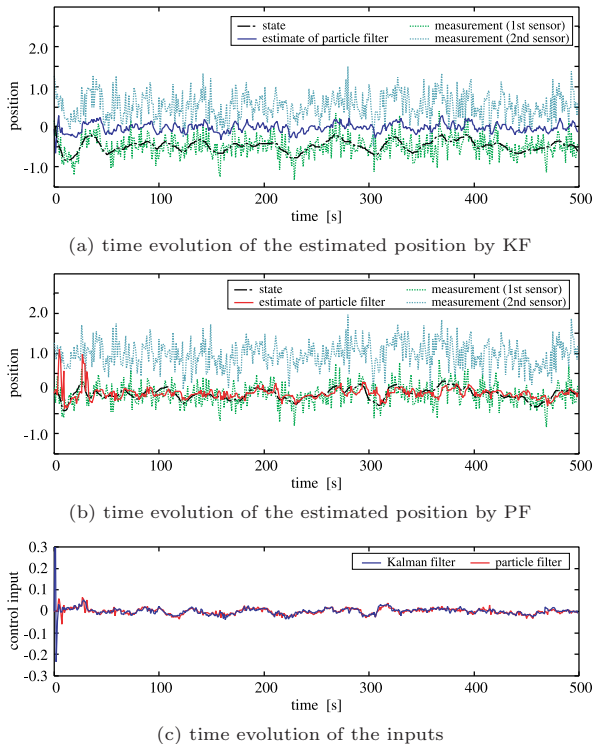 state
measurement (1st sensor)
estimate of particle filter
measurement (2nd sensor)
2.0
1.0
0
-1.0
position
0
100
200
300
400
500
time [s]
(a) time evolution of the estimated position by KF
state
measurement (1st sensor)
estimate of particle filter
measurement (2nd sensor)
2.0
1.0
0
-1.0
position
0
100
200
300
400
500
time [s]
(b) time evolution of the estimated position by PF
Kalman filter
particle filter
0.3
0.2
0.1
0
-0.1
-0.2
-0.3
control input
0
100
200
300
400
500
time [s]
(c) time evolution of the inputs